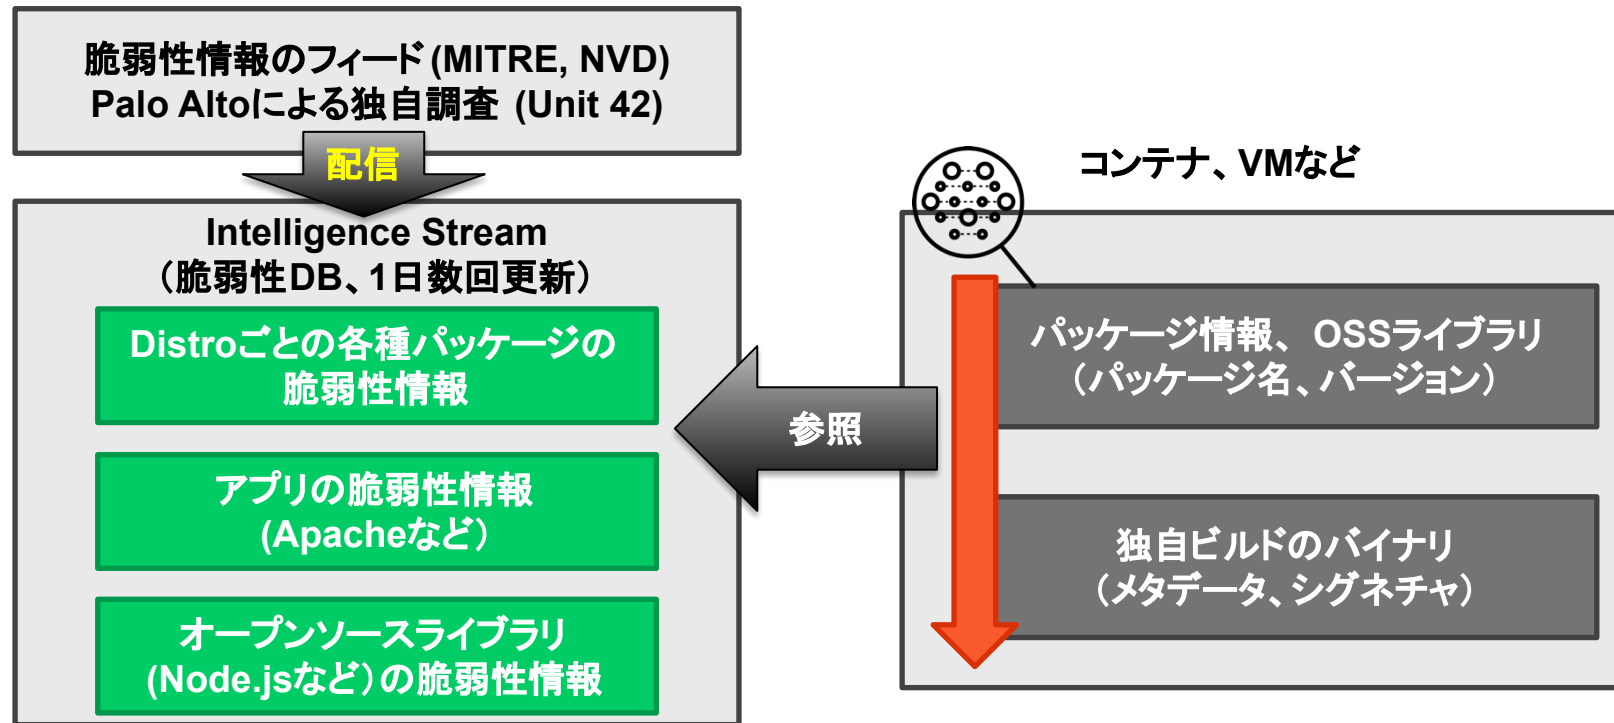 脆弱性情報のフィード (MITRE, NVD)
Palo Altoによる独自調査 (Unit 42)
配信
Intelligence Stream
（脆弱性DB、1日数回更新）
Distroごとの各種パッケージの
脆弱性情報
アプリの脆弱性情報
(Apacheなど）
オープンソースライブラリ
(Node.jsなど）の脆弱性情報
参照
コンテナ、VMなど
パッケージ情報、OSSライブラリ
（パッケージ名、バージョン）
独自ビルドのバイナリ
（メタデータ、シグネチャ）